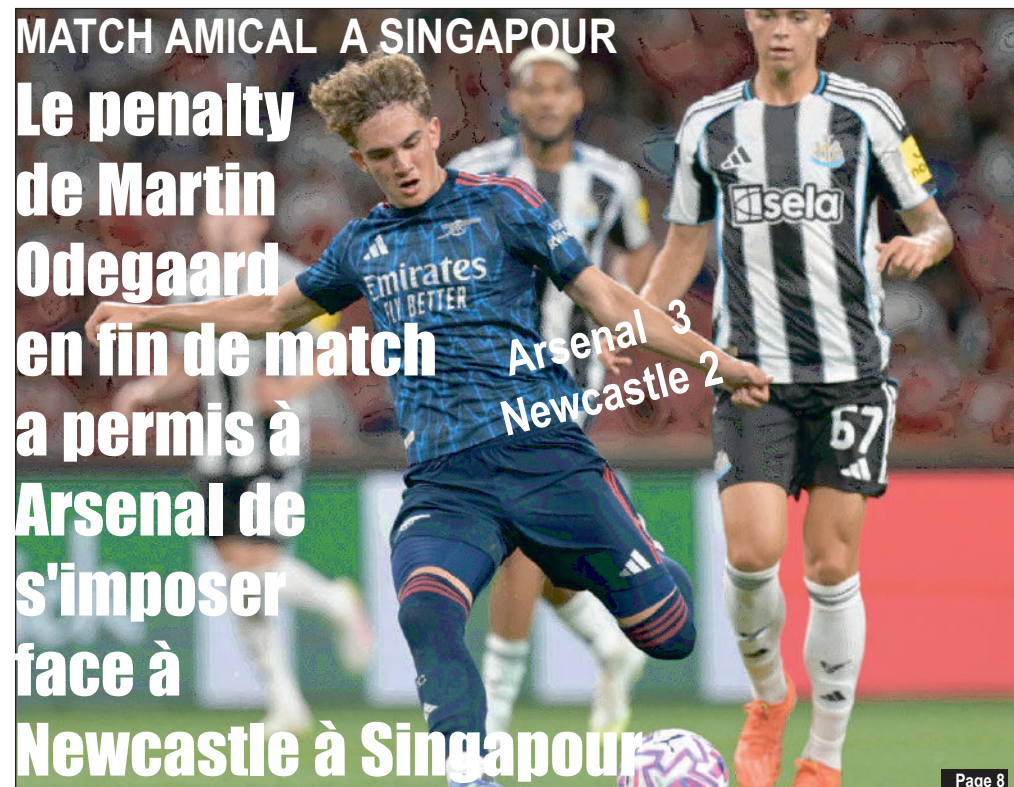 MATCH AMICAL A SINGAPOUR
Le penalty
de Martin
Odegaard
en fin de match
a permis à
Arsenal de
s'imposer
face à
Newcastle à Singapour
Arsenal 3
Newcastle 2
Emirates
FLY BETTER
sela
67
Page 8